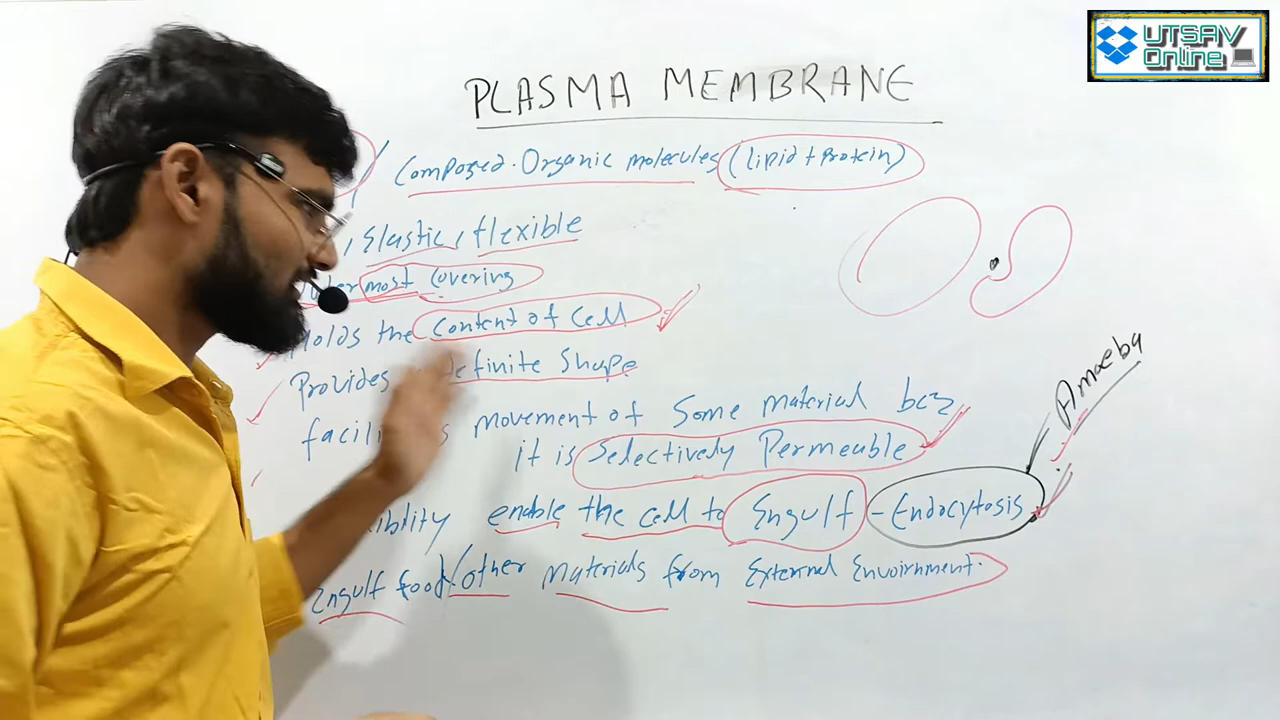 UTSAV
Online
PLASMA MEMBRANE
Composed. Organic molecules (lipid + Protein)
, Elastic, flexible
most Covering
Holds the Content of Cell
Provides definite Shape
movement of Some material bcz
it is Selectively Permeable
Amoeba
enable the cell to Engulf - Endocytosis
Engulf food/other Materials from External Envoirnment.